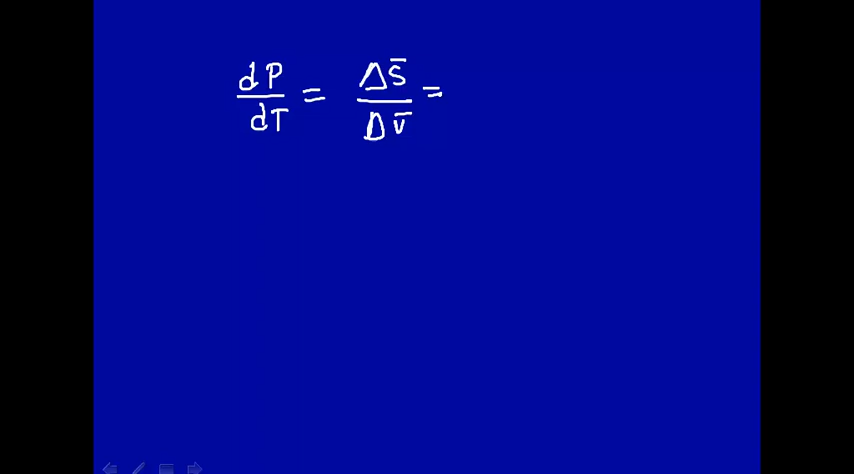 dP/dT = ΔS̄/ΔV̄ =